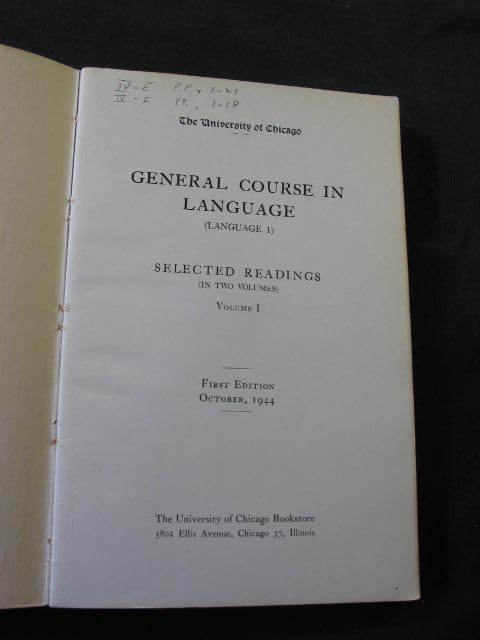 IV-E PP. 1-21
IV-F PP., 1-18
The University of Chicago
GENERAL COURSE IN
LANGUAGE
(LANGUAGE 1)
SELECTED READINGS
(IN TWO VOLUMES)
VOLUME I
FIRST EDITION
OCTOBER, 1944
The University of Chicago Bookstore
5802 Ellis Avenue, Chicago 37, Illinois